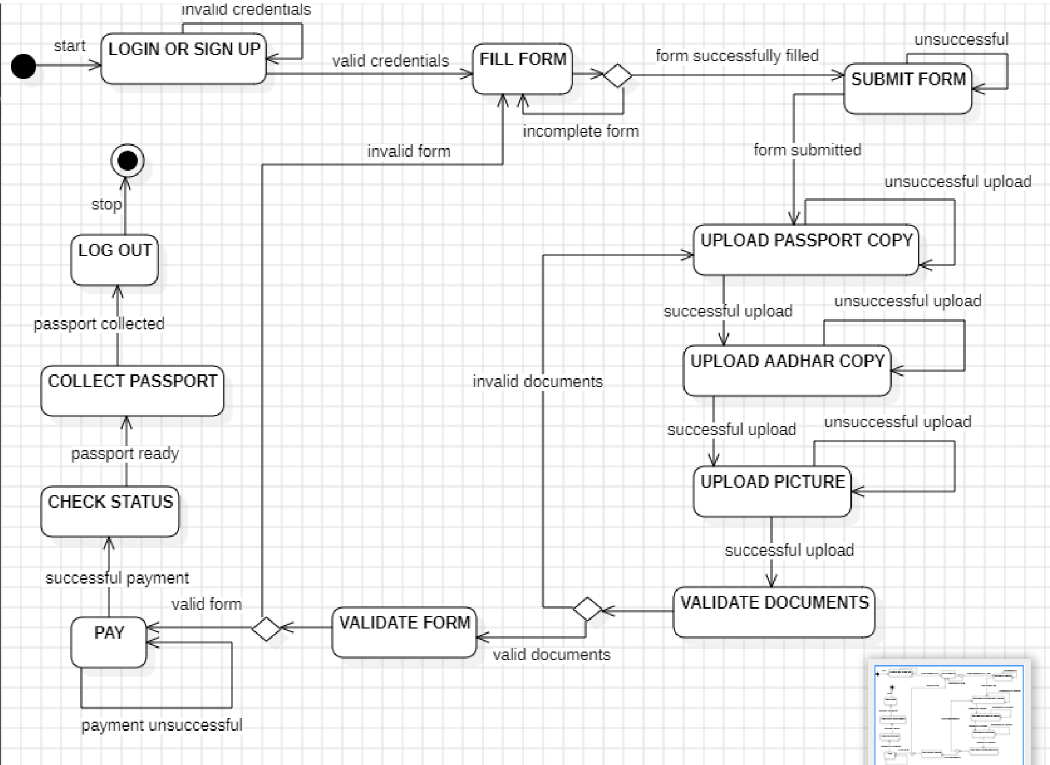 invalid credentials
start
LOGIN OR SIGN UP
valid credentials
FILL FORM
form successfully filled
unsuccessful
SUBMIT FORM
incomplete form
invalid form
form submitted
stop
unsuccessful upload
LOG OUT
UPLOAD PASSPORT COPY
passport collected
successful upload
unsuccessful upload
COLLECT PASSPORT
invalid documents
UPLOAD AADHAR COPY
passport ready
successful upload
unsuccessful upload
CHECK STATUS
UPLOAD PICTURE
successful payment
successful upload
valid form
PAY
VALIDATE FORM
VALIDATE DOCUMENTS
valid documents
payment unsuccessful